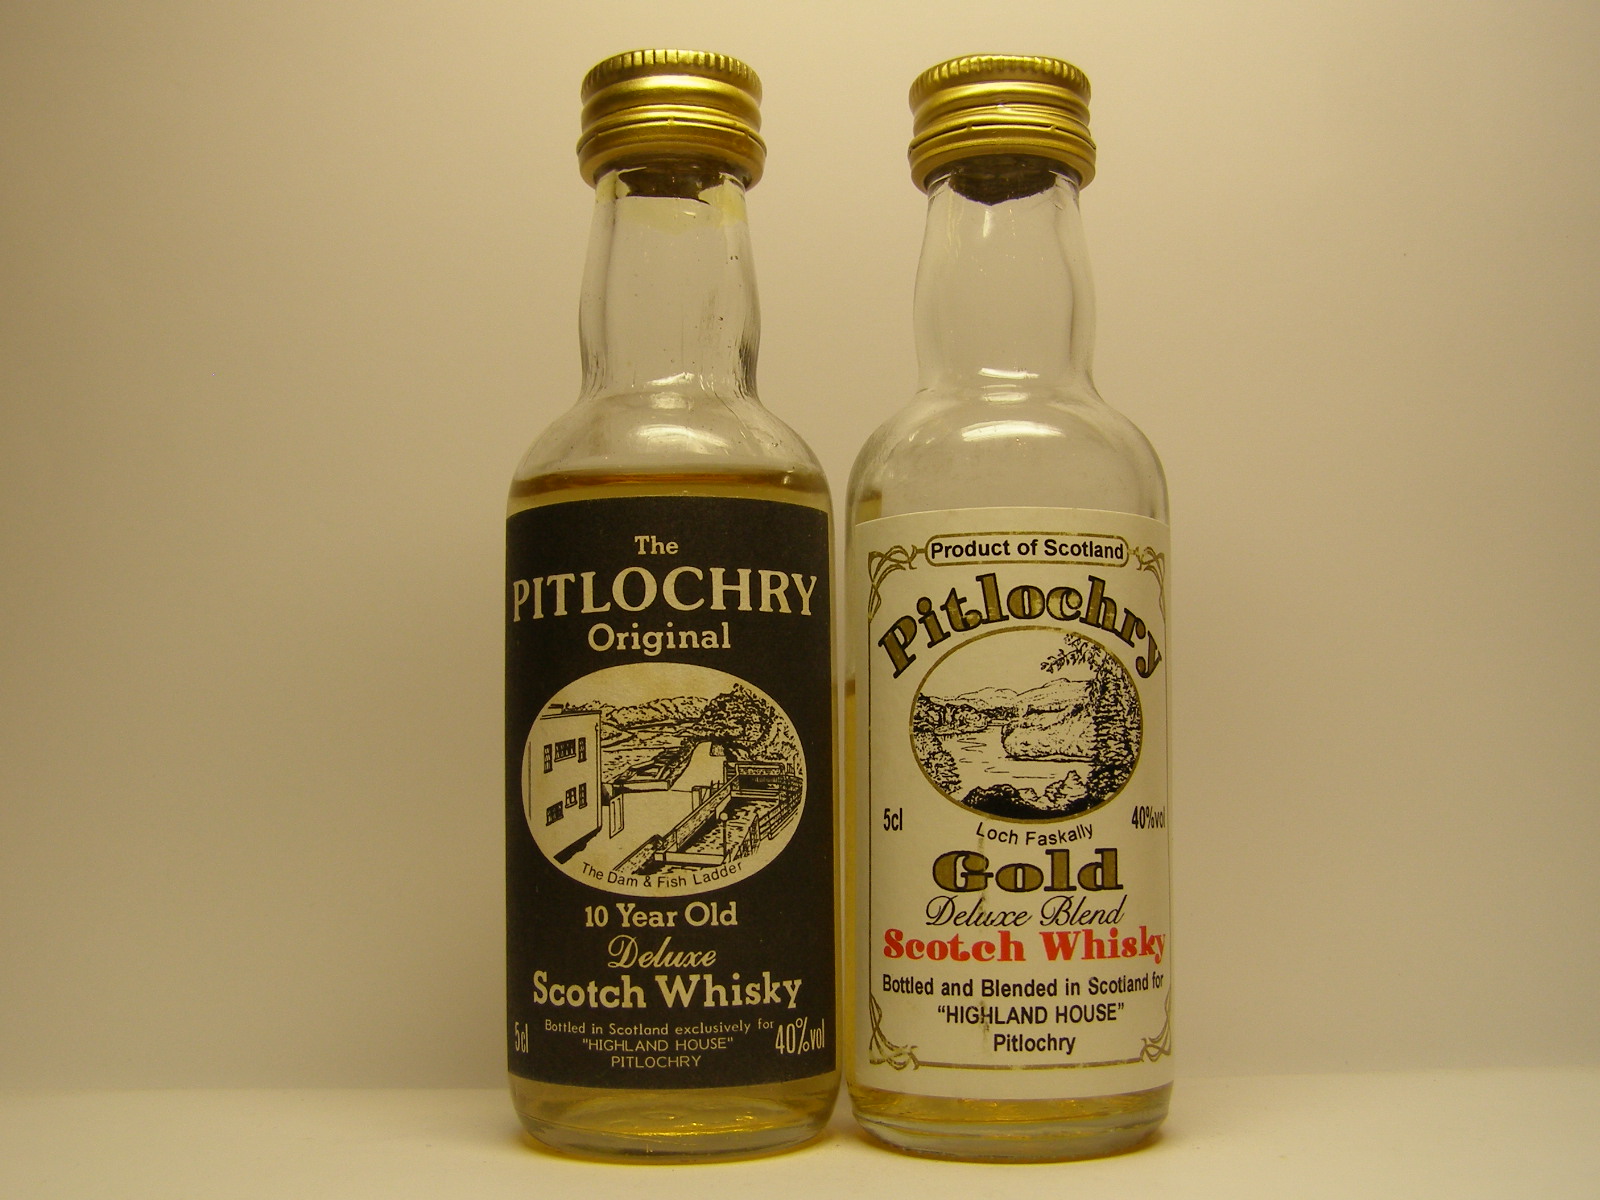 The
PITLOCHRY
Original
The Dam & Fish Ladder
10 Year Old
Deluxe
Scotch Whisky
Bottled in Scotland exclusively for
"HIGHLAND HOUSE"
PITLOCHRY
5cl
40%vol
Product of Scotland
Pitlochry
5cl
40%vol
Loch Faskally
Gold
Deluxe Blend
Scotch Whisky
Bottled and Blended in Scotland for
"HIGHLAND HOUSE"
Pitlochry